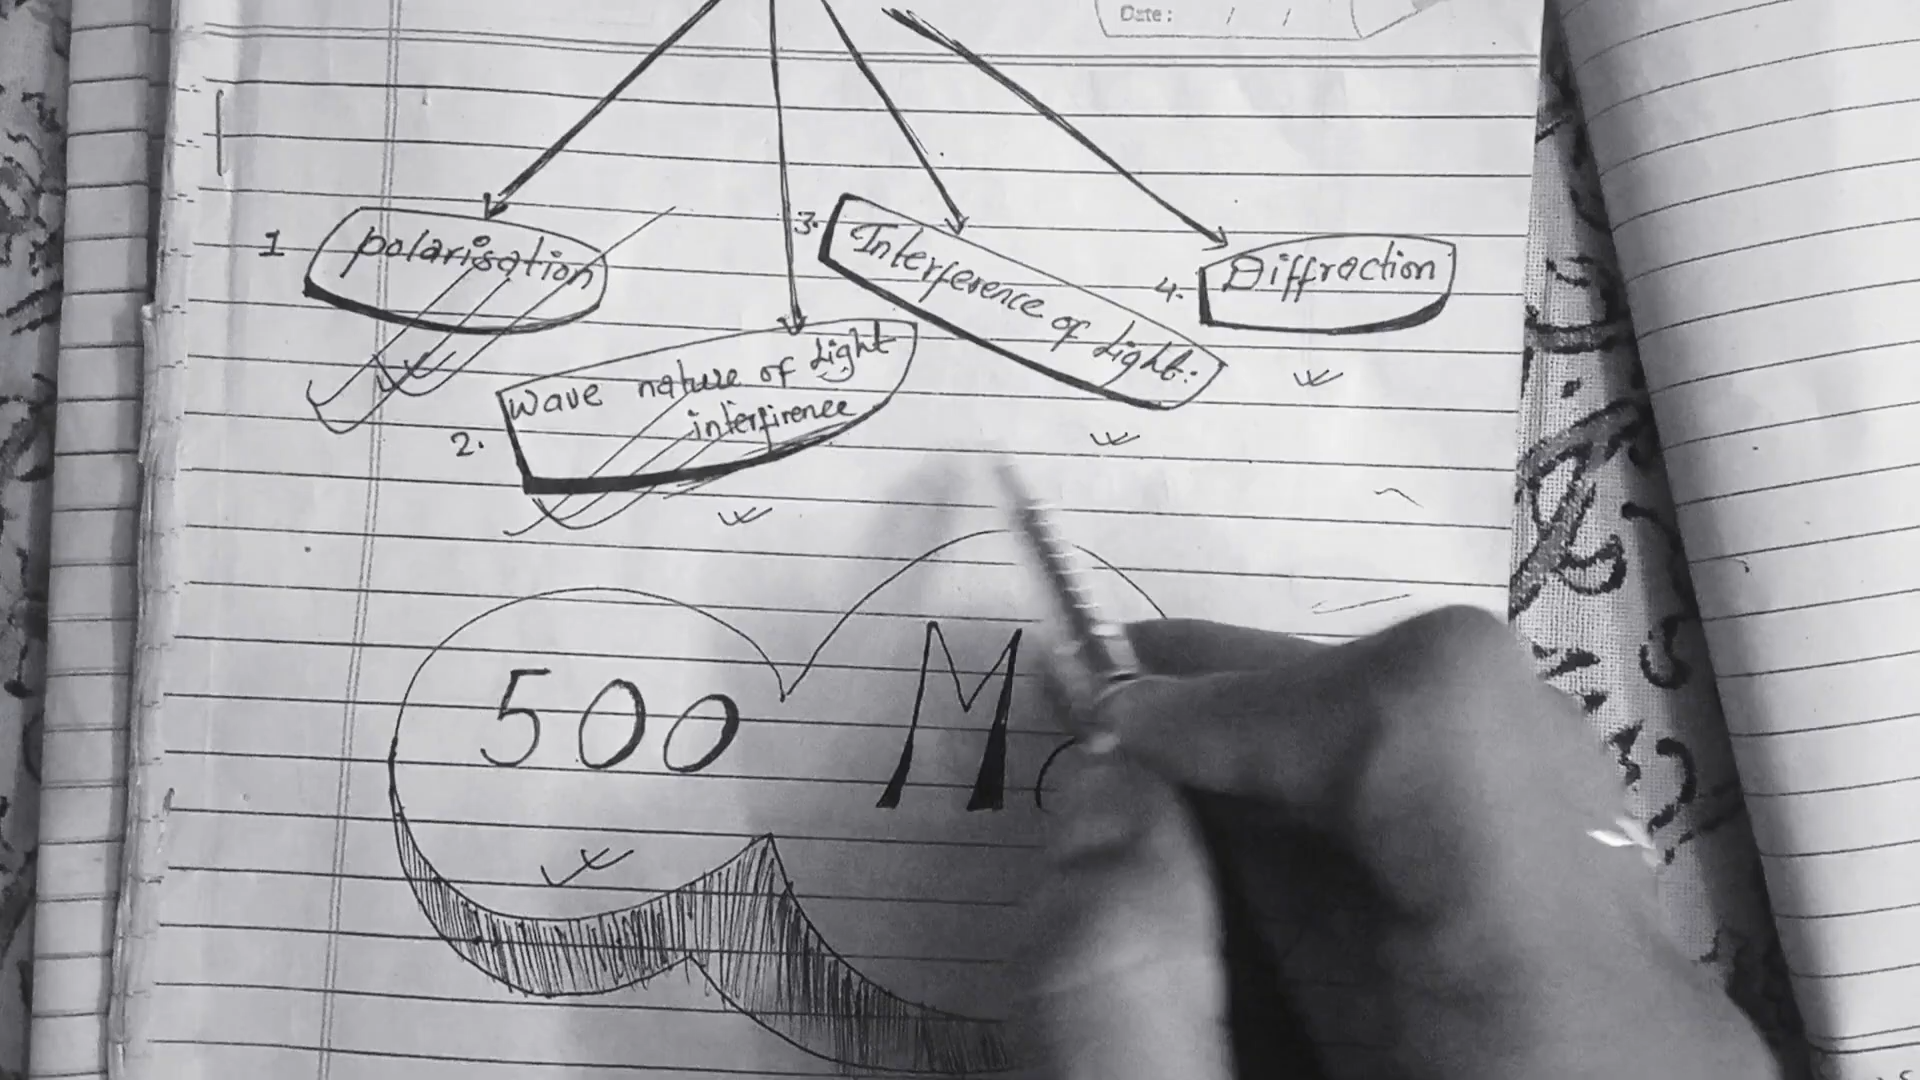 Date: / /
1 polarisation
2. Wave nature of Light
interfirence
3. Interference of Light:
4. Diffraction
500 M